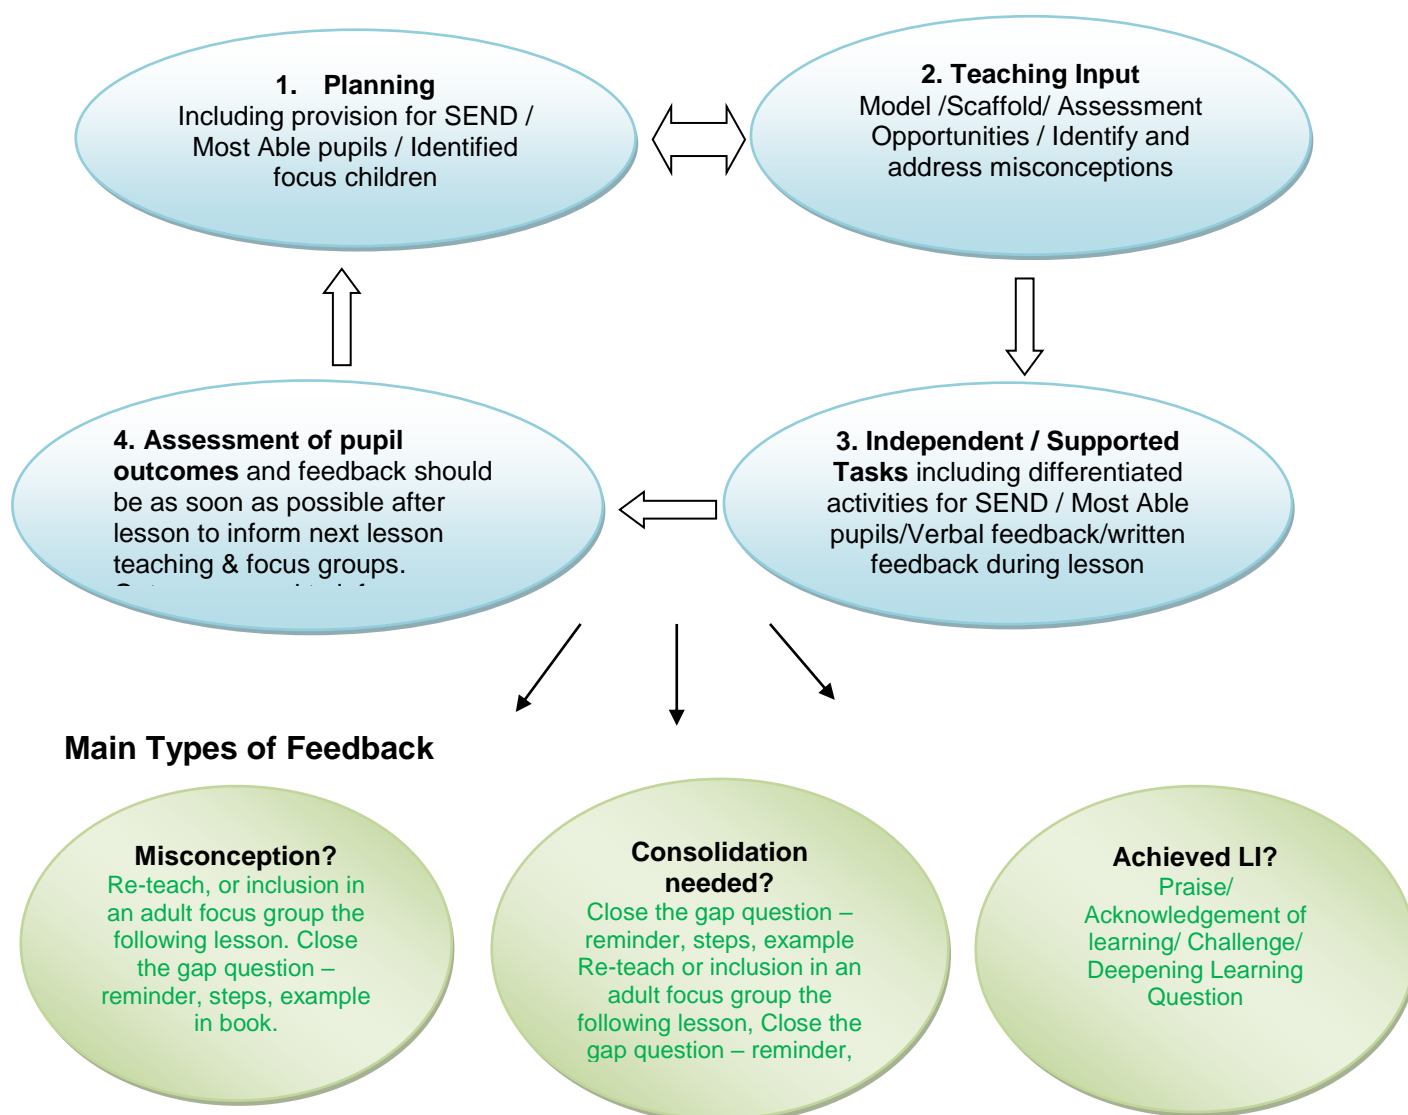 1. Planning
Including provision for SEND /
Most Able pupils / Identified
focus children
2. Teaching Input
Model /Scaffold/ Assessment
Opportunities / Identify and
address misconceptions
4. Assessment of pupil
outcomes and feedback should
be as soon as possible after
lesson to inform next lesson
teaching & focus groups.
3. Independent / Supported
Tasks including differentiated
activities for SEND / Most Able
pupils/Verbal feedback/written
feedback during lesson
Main Types of Feedback
Misconception?
Re-teach, or inclusion in
an adult focus group the
following lesson. Close
the gap question –
reminder, steps, example
in book.
Consolidation
needed?
Close the gap question –
reminder, steps, example
Re-teach or inclusion in an
adult focus group the
following lesson, Close the
gap question – reminder,
Achieved LI?
Praise/
Acknowledgement of
learning/ Challenge/
Deepening Learning
Question